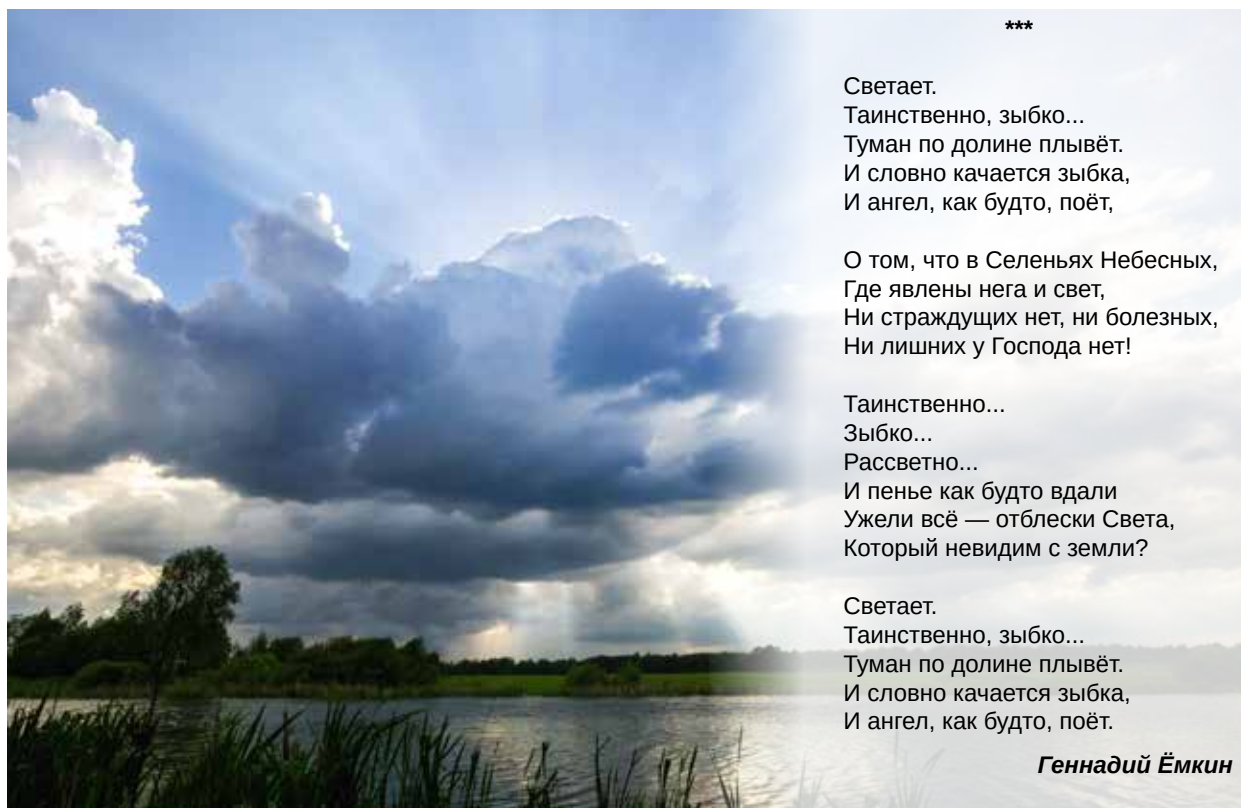 ***
Светает.
Таинственно, зыбко...
Туман по долине плывёт.
И словно качается зыбка,
И ангел, как будто, поёт,
О том, что в Селеньях Небесных,
Где явлены нега и свет,
Ни страждущих нет, ни болезных,
Ни лишних у Господа нет!
Таинственно...
Зыбко...
Рассветно...
И пенье как будто вдали
Ужели всё — отблески Света,
Который невидим с земли?
Светает.
Таинственно, зыбко...
Туман по долине плывёт.
И словно качается зыбка,
И ангел, как будто, поёт.
Геннадий Ёмкин